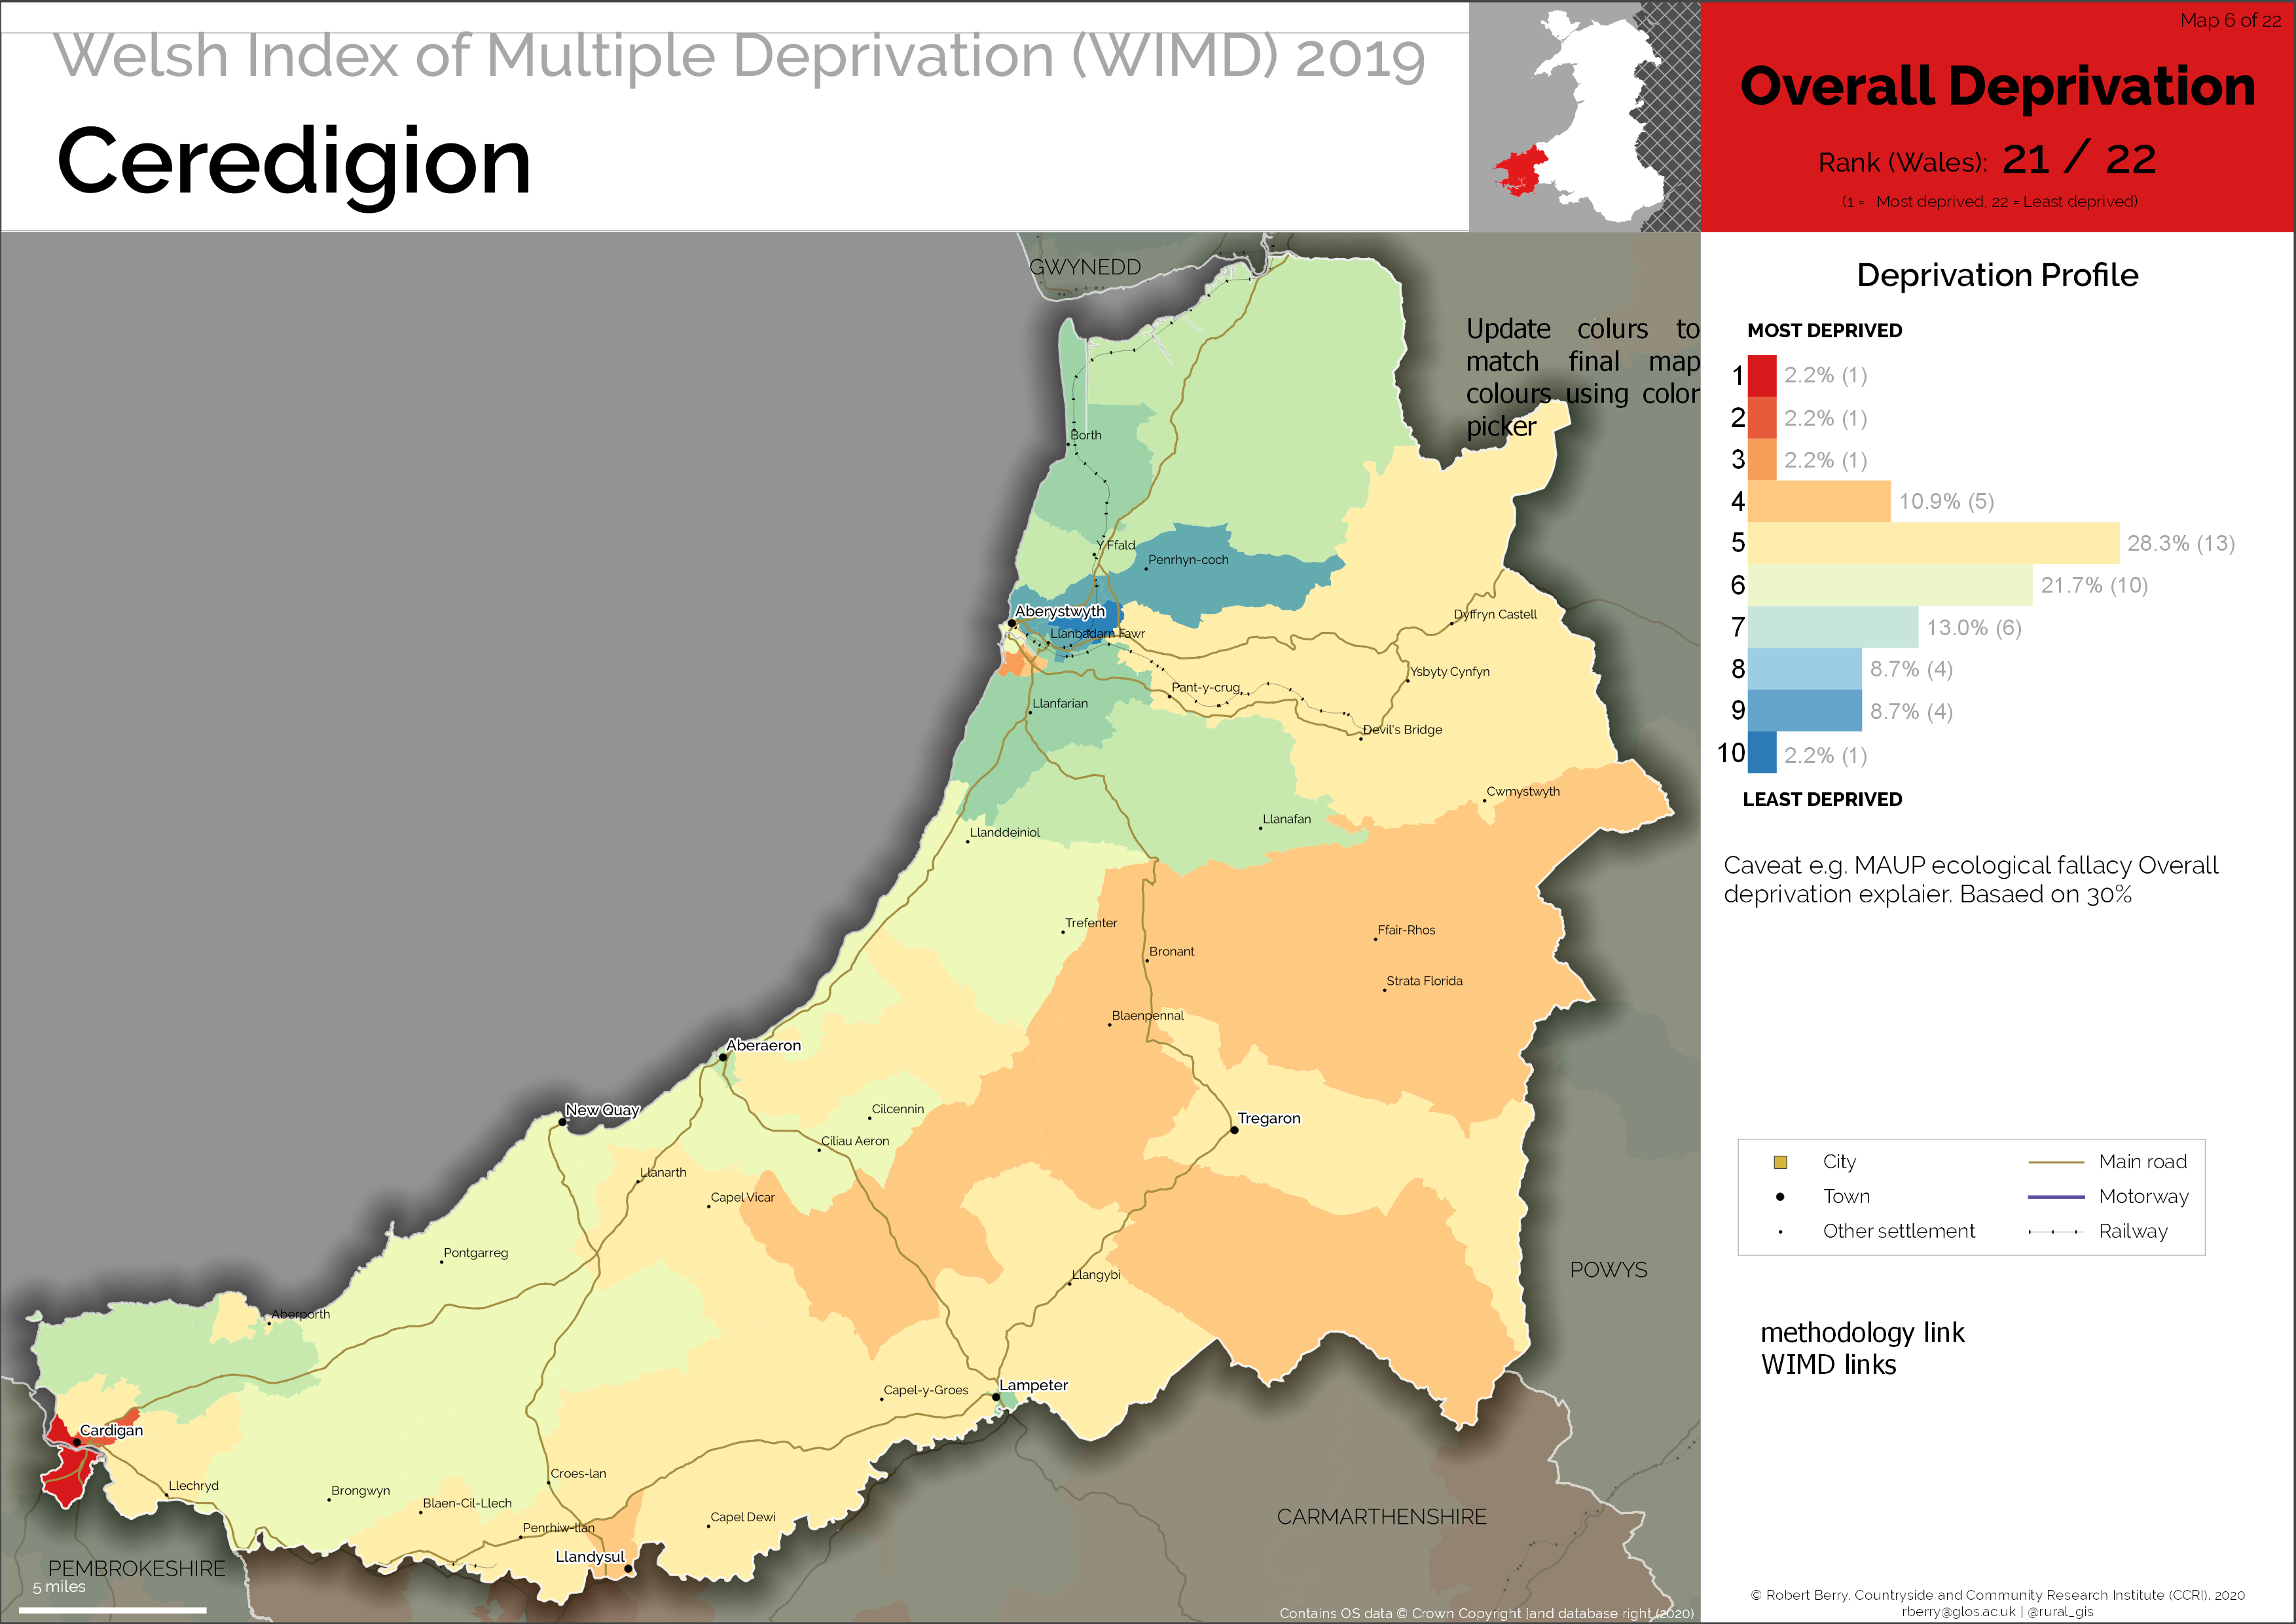 Welsh Index of Multiple Deprivation (WIMD) 2019
Ceredigion
Map 6 of 22
Overall Deprivation
Rank (Wales): 21 / 22
(1 = Most deprived, 22 = Least deprived)
GWYNEDD
Update colurs to
match final map
colours using color
picker
Borth
Y Ffald
Penrhyn-coch
Aberystwyth
Llanbadarn Fawr
Dyffryn Castell
Ysbyty Cynfyn
Pant-y-crug
Llanfarian
Devil's Bridge
Cwmystwyth
Llanafan
Llanddeiniol
Trefenter
Ffair-Rhos
Bronant
Strata Florida
Blaenpennal
Aberaeron
New Quay
Cilcennin
Tregaron
Ciliau Aeron
Llanarth
Capel Vicar
Pontgarreg
POWYS
Llangybi
Aberporth
Lampeter
Capel-y-Groes
Cardigan
Croes-lan
Llechryd
Brongwyn
Blaen-Cil-Llech
Capel Dewi
CARMARTHENSHIRE
Penrhiw-llan
Llandysul
PEMBROKESHIRE
5 miles
Contains OS data © Crown Copyright [and database right (2020)
Deprivation Profile
MOST DEPRIVED
1 2.2% (1)
2 2.2% (1)
3 2.2% (1)
4 10.9% (5)
5 28.3% (13)
6 21.7% (10)
7 13.0% (6)
8 8.7% (4)
9 8.7% (4)
10 2.2% (1)
LEAST DEPRIVED
Caveat e.g. MAUP ecological fallacy Overall
deprivation explaier. Basaed on 30%
City Main road
Town Motorway
Other settlement Railway
methodology link
WIMD links
© Robert Berry, Countryside and Community Research Institute (CCRI), 2020
rberry@glos.ac.uk | @rural_gis